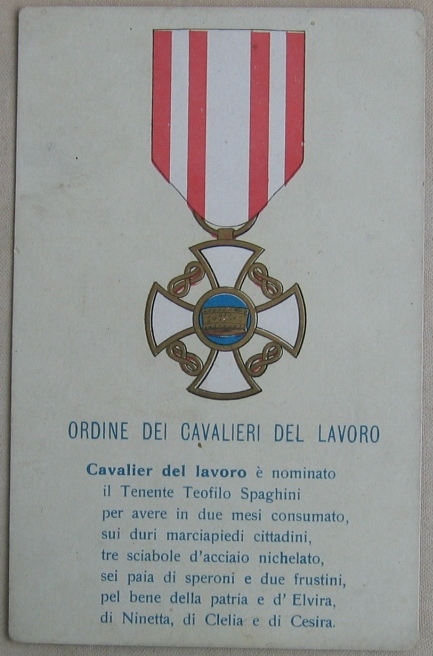 ORDINE DEI CAVALIERI DEL LAVORO
Cavalier del lavoro è nominato
il Tenente Teofilo Spaghini
per avere in due mesi consumato,
sui duri marciapiedi cittadini,
tre sciabole d'acciaio nichelato,
sei paia di speroni e due frustini,
pel bene della patria e d' Elvira,
di Ninetta, di Clelia e di Cesira.